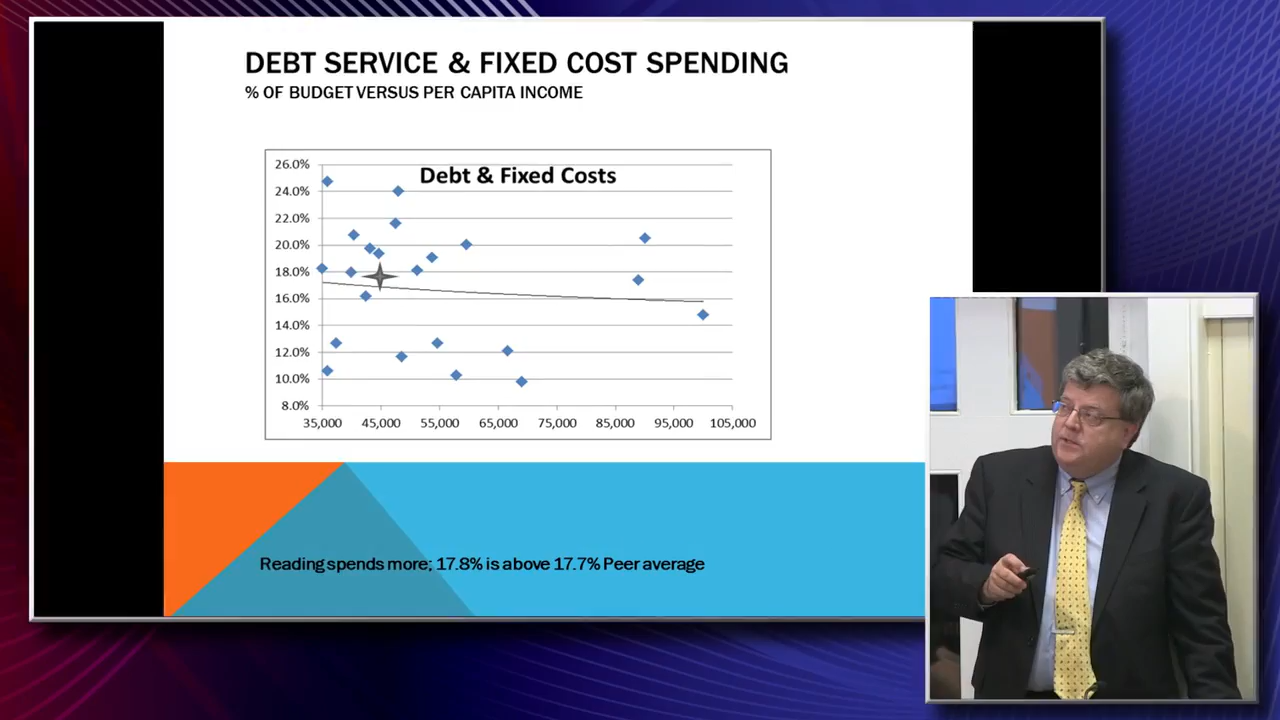 DEBT SERVICE & FIXED COST SPENDING
% OF BUDGET VERSUS PER CAPITA INCOME
Debt & Fixed Costs
26.0%
24.0%
22.0%
20.0%
18.0%
16.0%
14.0%
12.0%
10.0%
8.0%
35,000 45,000 55,000 65,000 75,000 85,000 95,000 105,000
Reading spends more; 17.8% is above 17.7% Peer average